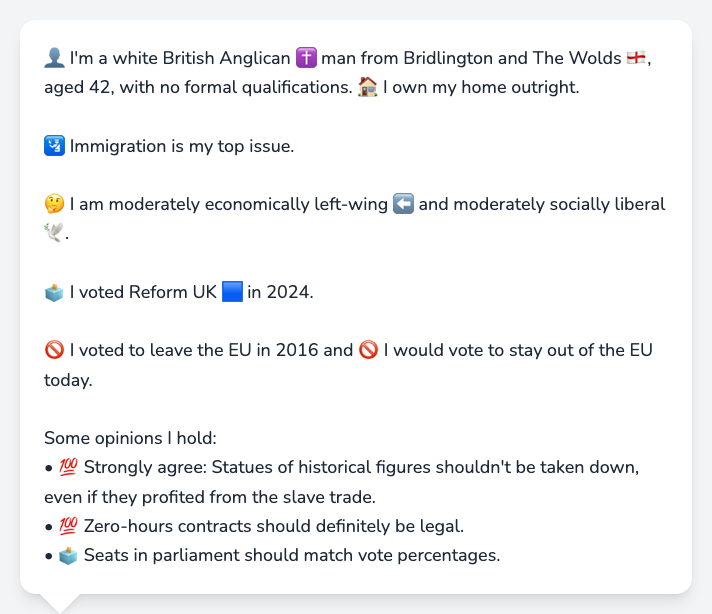 👤 I'm a white British Anglican ✝️ man from Bridlington and The Wolds 🏴󠁧󠁢󠁥󠁮󠁧󠁿,
aged 42, with no formal qualifications. 🏠 I own my home outright.
🛂 Immigration is my top issue.
🤔 I am moderately economically left-wing ⬅️ and moderately socially liberal
🕊️.
🗳️ I voted Reform UK 🟦 in 2024.
🚫 I voted to leave the EU in 2016 and 🚫 I would vote to stay out of the EU
today.
Some opinions I hold:
• 💯 Strongly agree: Statues of historical figures shouldn't be taken down,
even if they profited from the slave trade.
• 💯 Zero-hours contracts should definitely be legal.
• 🗳️ Seats in parliament should match vote percentages.